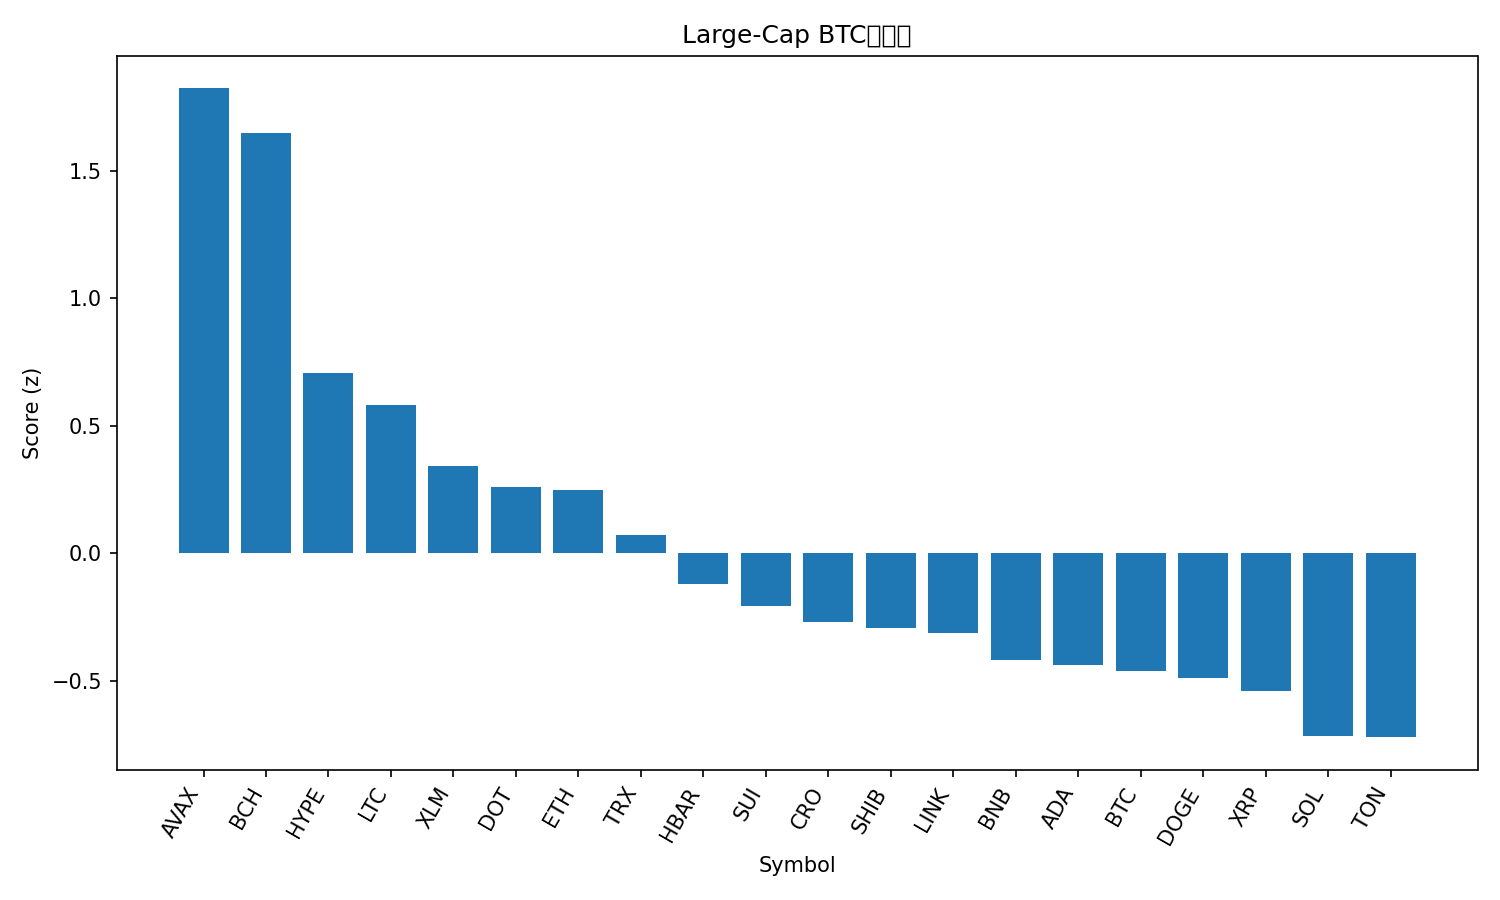 Large-Cap BTC
Score (z)
1.5
1.0
0.5
0.0
−0.5
AVAX
BCH
HYPE
LTC
XLM
DOT
ETH
TRX
HBAR
SUI
CRO
SHIB
LINK
BNB
ADA
BTC
DOGE
XRP
SOL
TON
Symbol